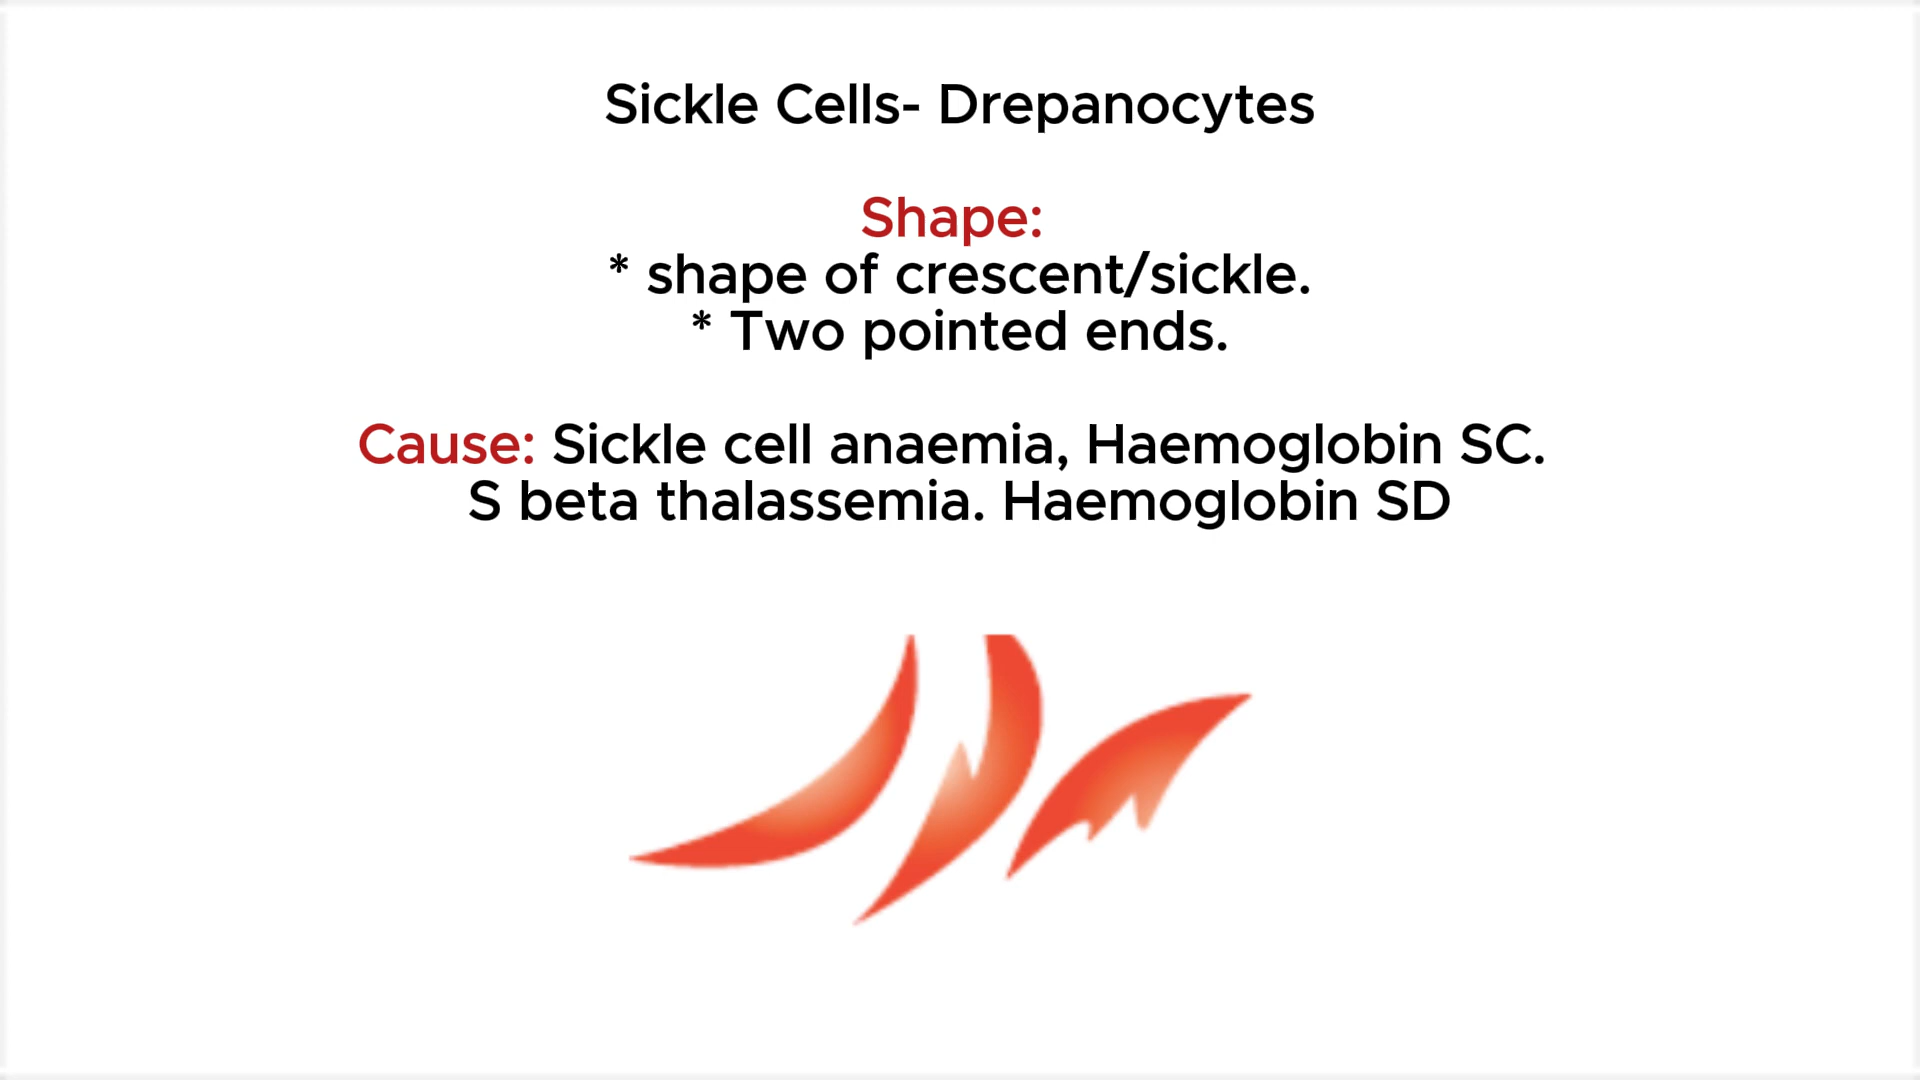 Sickle Cells- Drepanocytes
Shape:
* shape of crescent/sickle.
* Two pointed ends.
Cause: Sickle cell anaemia, Haemoglobin SC.
S beta thalassemia. Haemoglobin SD